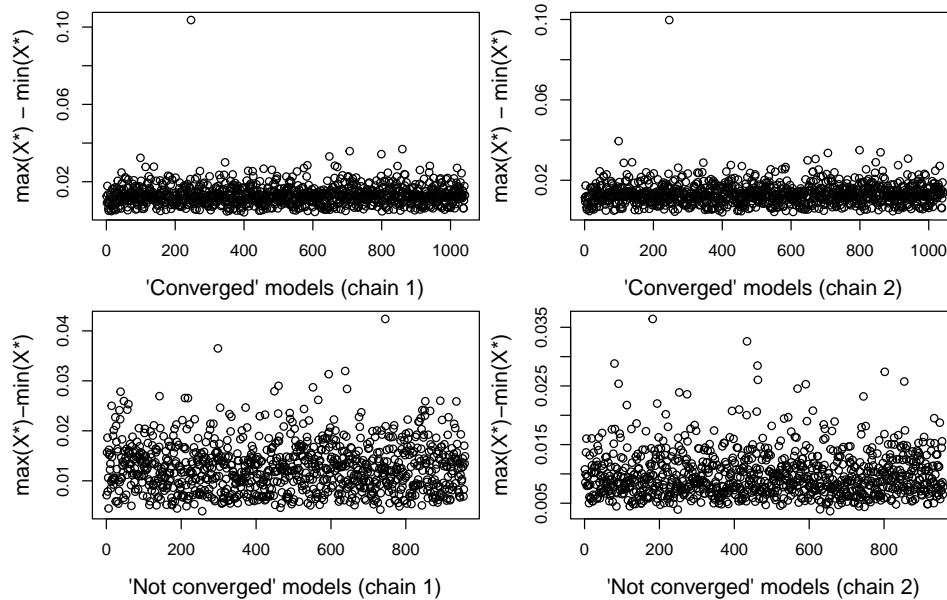 max(X*) − min(X*)
0.02
0.06
0.10
0 200 400 600 800 1000
'Converged' models (chain 1)
max(X*) − min(X*)
0.02
0.06
0.10
0 200 400 600 800 1000
'Converged' models (chain 2)
max(X*)−min(X*)
0.01
0.02
0.03
0.04
0 200 400 600 800
'Not converged' models (chain 1)
max(X*)−min(X*)
0.005
0.015
0.025
0.035
0 200 400 600 800
'Not converged' models (chain 2)